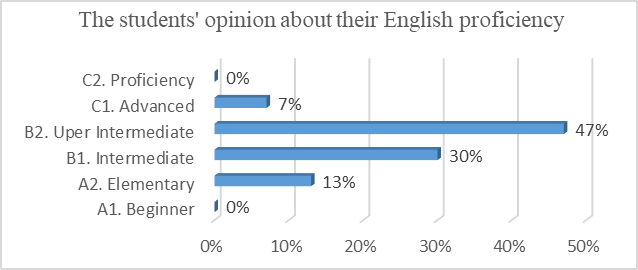 The students' opinion about their English proficiency
C2. Proficiency 0%
C1. Advanced 7%
B2. Uper Intermediate 47%
B1. Intermediate 30%
A2. Elementary 13%
A1. Beginner 0%
0% 10% 20% 30% 40% 50%